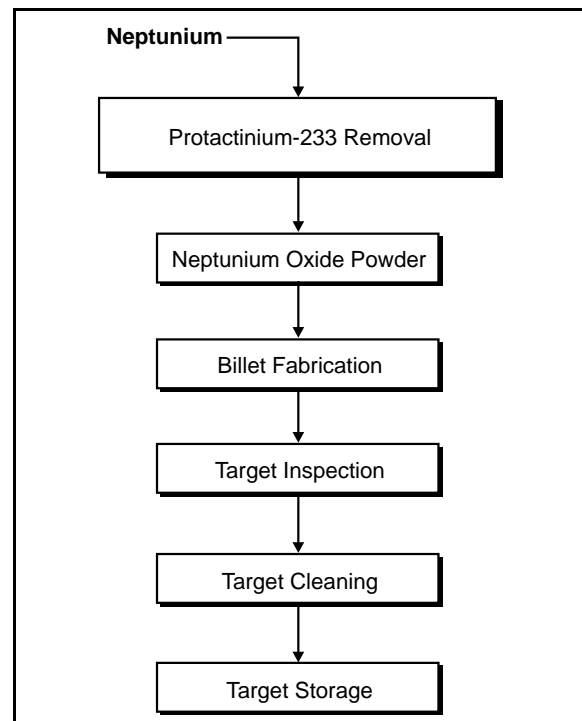 Neptunium
Protactinium-233 Removal
Neptunium Oxide Powder
Billet Fabrication
Target Inspection
Target Cleaning
Target Storage